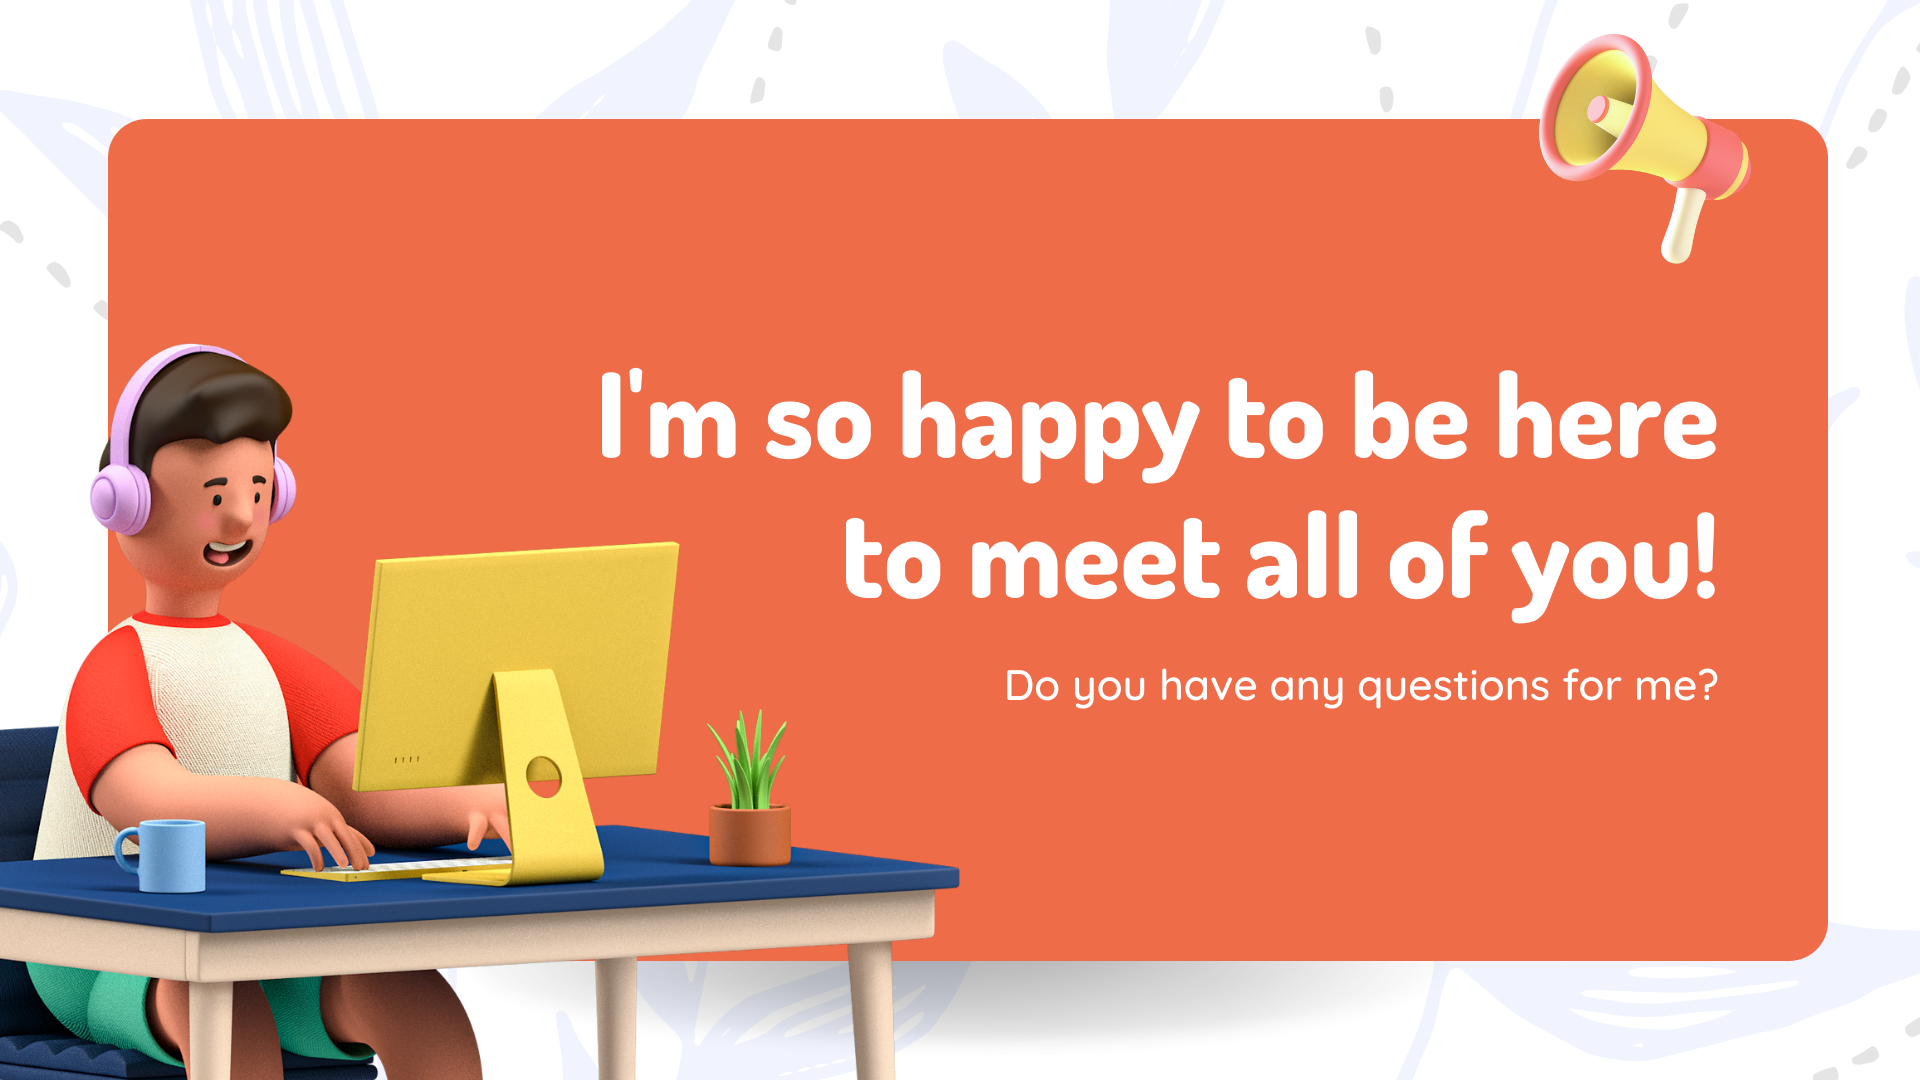 I'm so happy to be here
to meet all of you!
Do you have any questions for me?